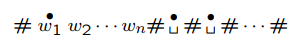 # ẇ₁ w₂ ⋯ wₙ # ⊔̇ # ⊔̇ # ⋯ #